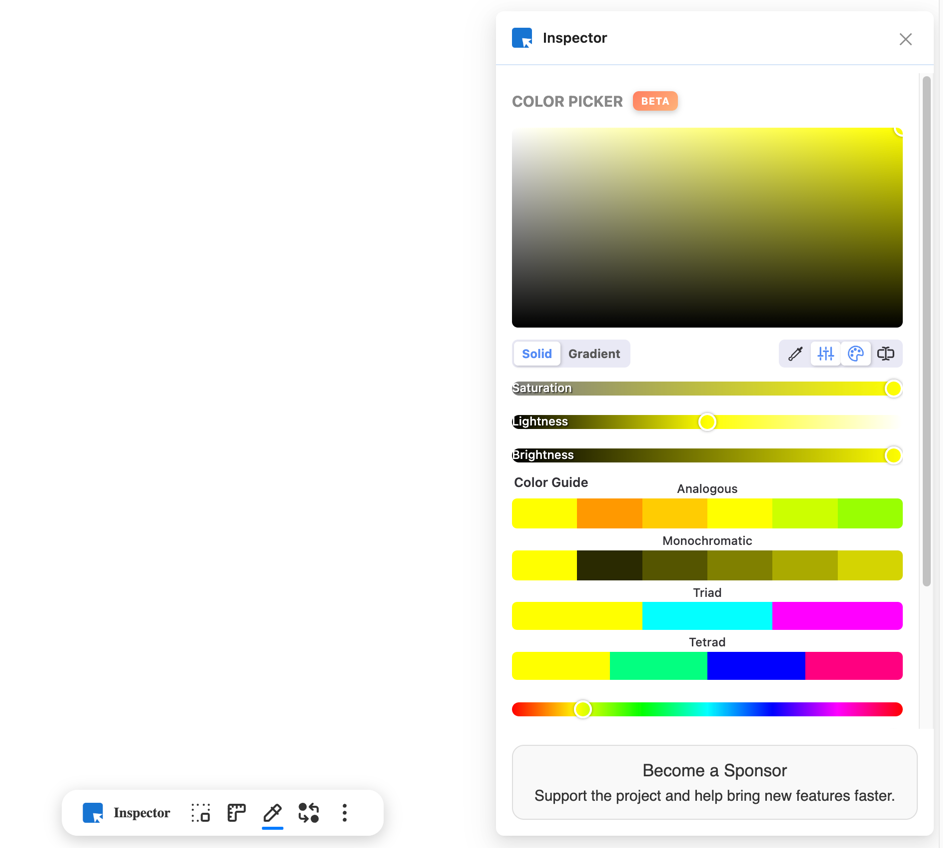 Inspector
COLOR PICKER BETA
Solid Gradient
Saturation
Lightness
Brightness
Color Guide
Analogous
Monochromatic
Triad
Tetrad
Become a Sponsor
Support the project and help bring new features faster.
Inspector